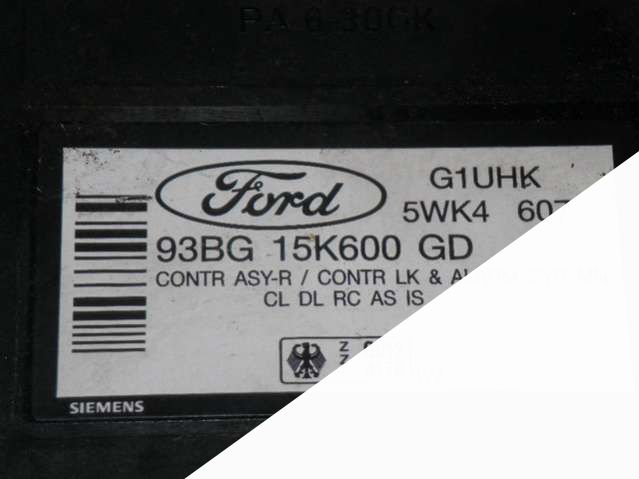 PA 6-30GK
Ford
G1UHK
5WK4
93BG 15K600 GD
CONTR ASY-R / CONTR LK &
CL DL RC AS IS
Z
Z
SIEMENS